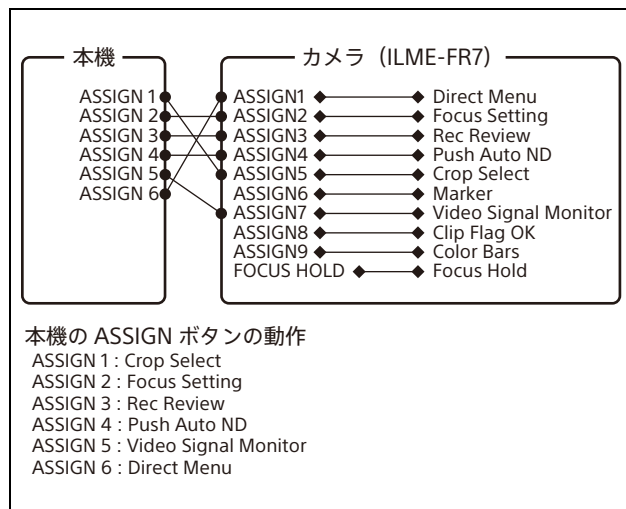 本機
カメラ（ILME-FR7）
ASSIGN 1
ASSIGN 2
ASSIGN 3
ASSIGN 4
ASSIGN 5
ASSIGN 6
ASSIGN1 Direct Menu
ASSIGN2 Focus Setting
ASSIGN3 Rec Review
ASSIGN4 Push Auto ND
ASSIGN5 Crop Select
ASSIGN6 Marker
ASSIGN7 Video Signal Monitor
ASSIGN8 Clip Flag OK
ASSIGN9 Color Bars
FOCUS HOLD Focus Hold
本機の ASSIGN ボタンの動作
ASSIGN 1 : Crop Select
ASSIGN 2 : Focus Setting
ASSIGN 3 : Rec Review
ASSIGN 4 : Push Auto ND
ASSIGN 5 : Video Signal Monitor
ASSIGN 6 : Direct Menu